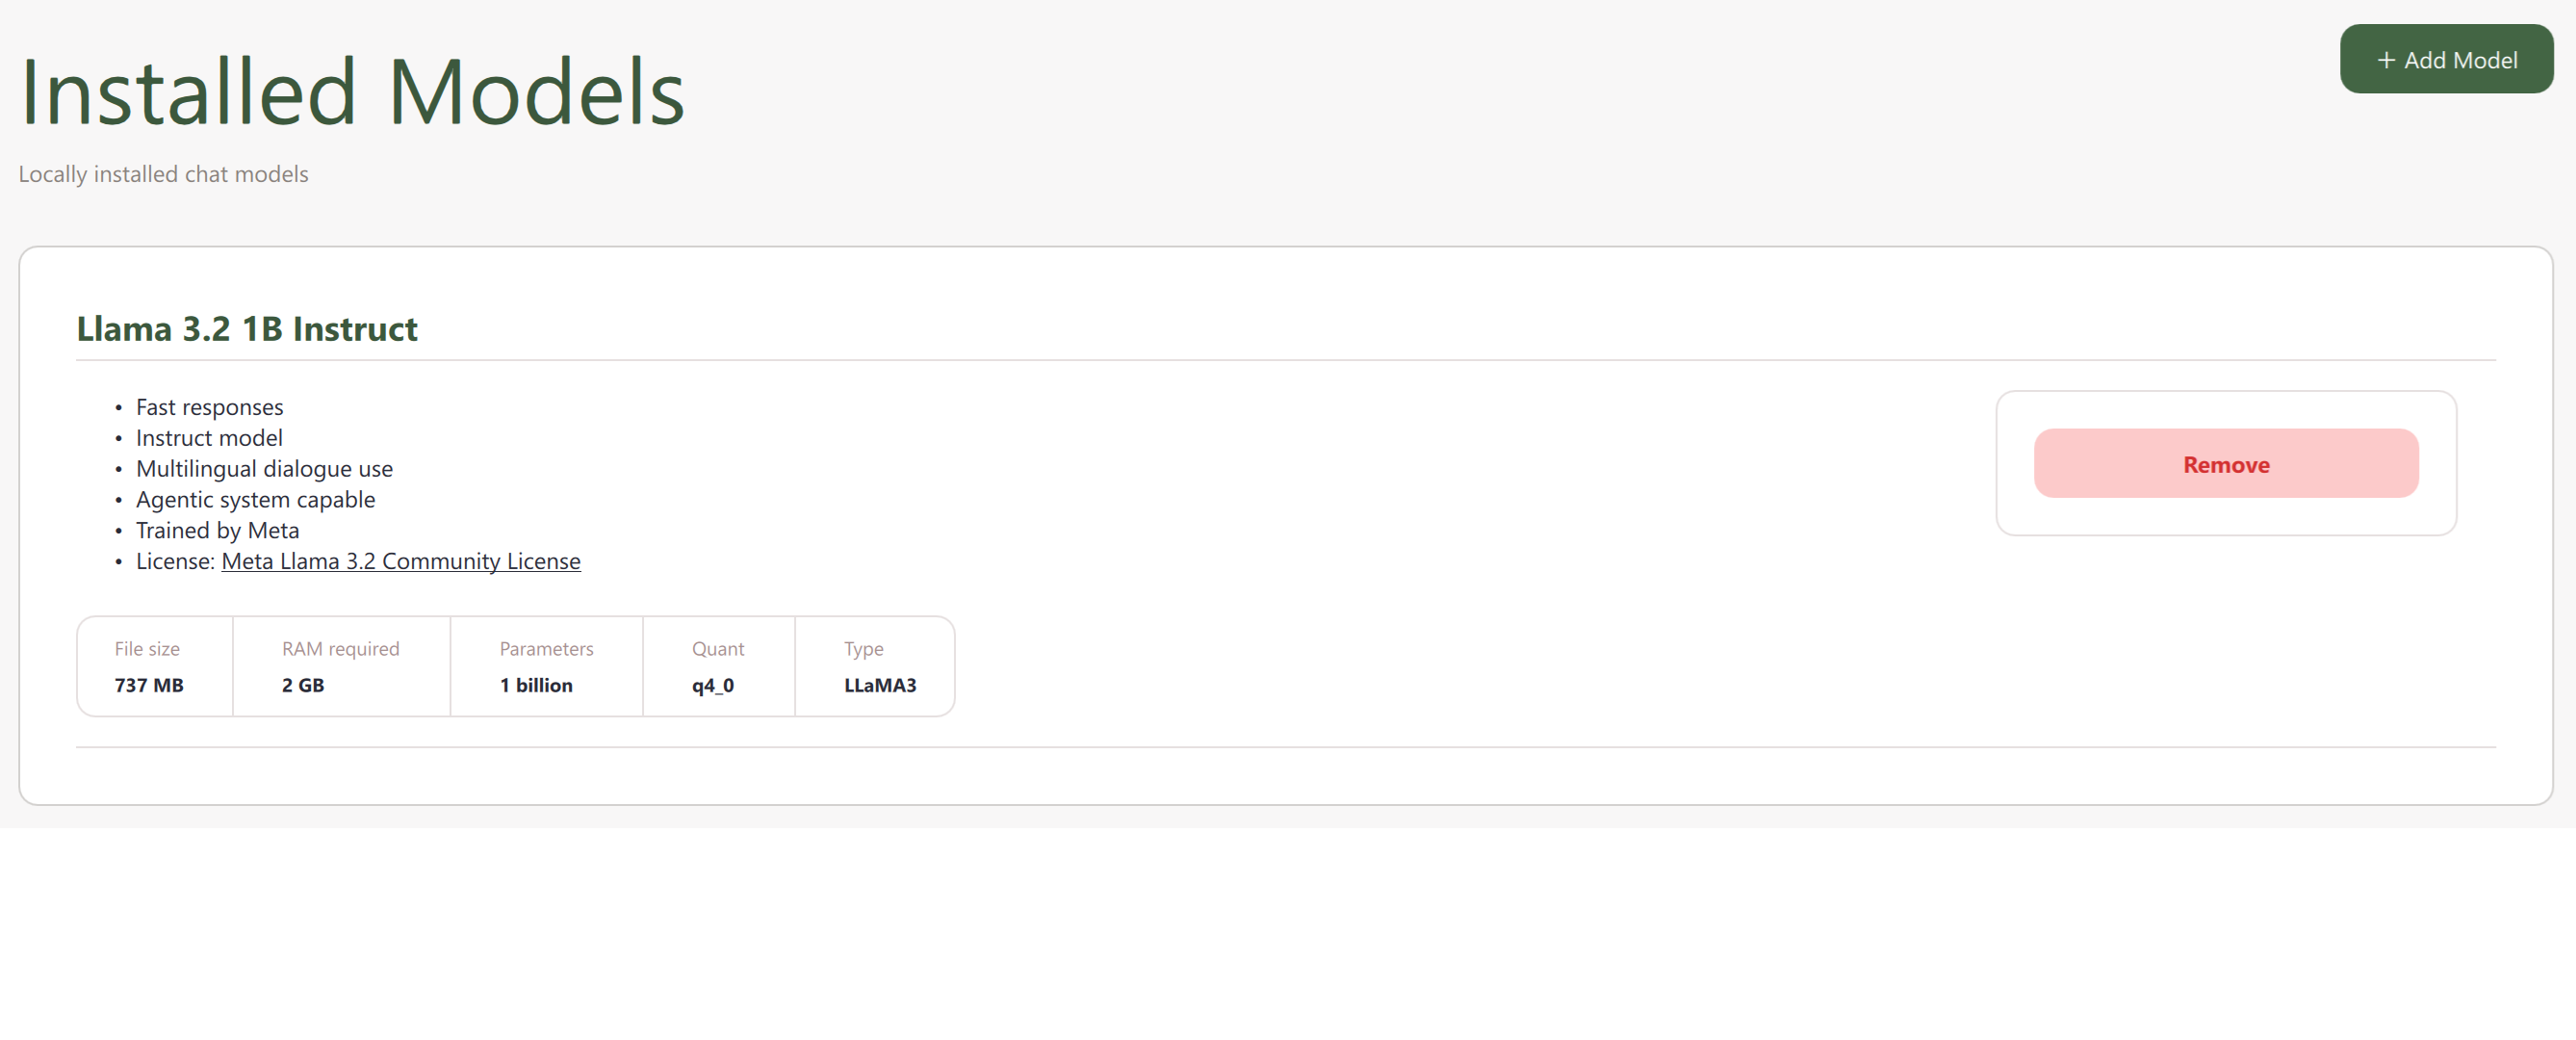 Installed Models
+ Add Model
Locally installed chat models
Llama 3.2 1B Instruct
• Fast responses
• Instruct model
• Multilingual dialogue use
• Agentic system capable
• Trained by Meta
• License: Meta Llama 3.2 Community License
Remove
File size RAM required Parameters Quant Type
737 MB 2 GB 1 billion q4_0 LLaMA3